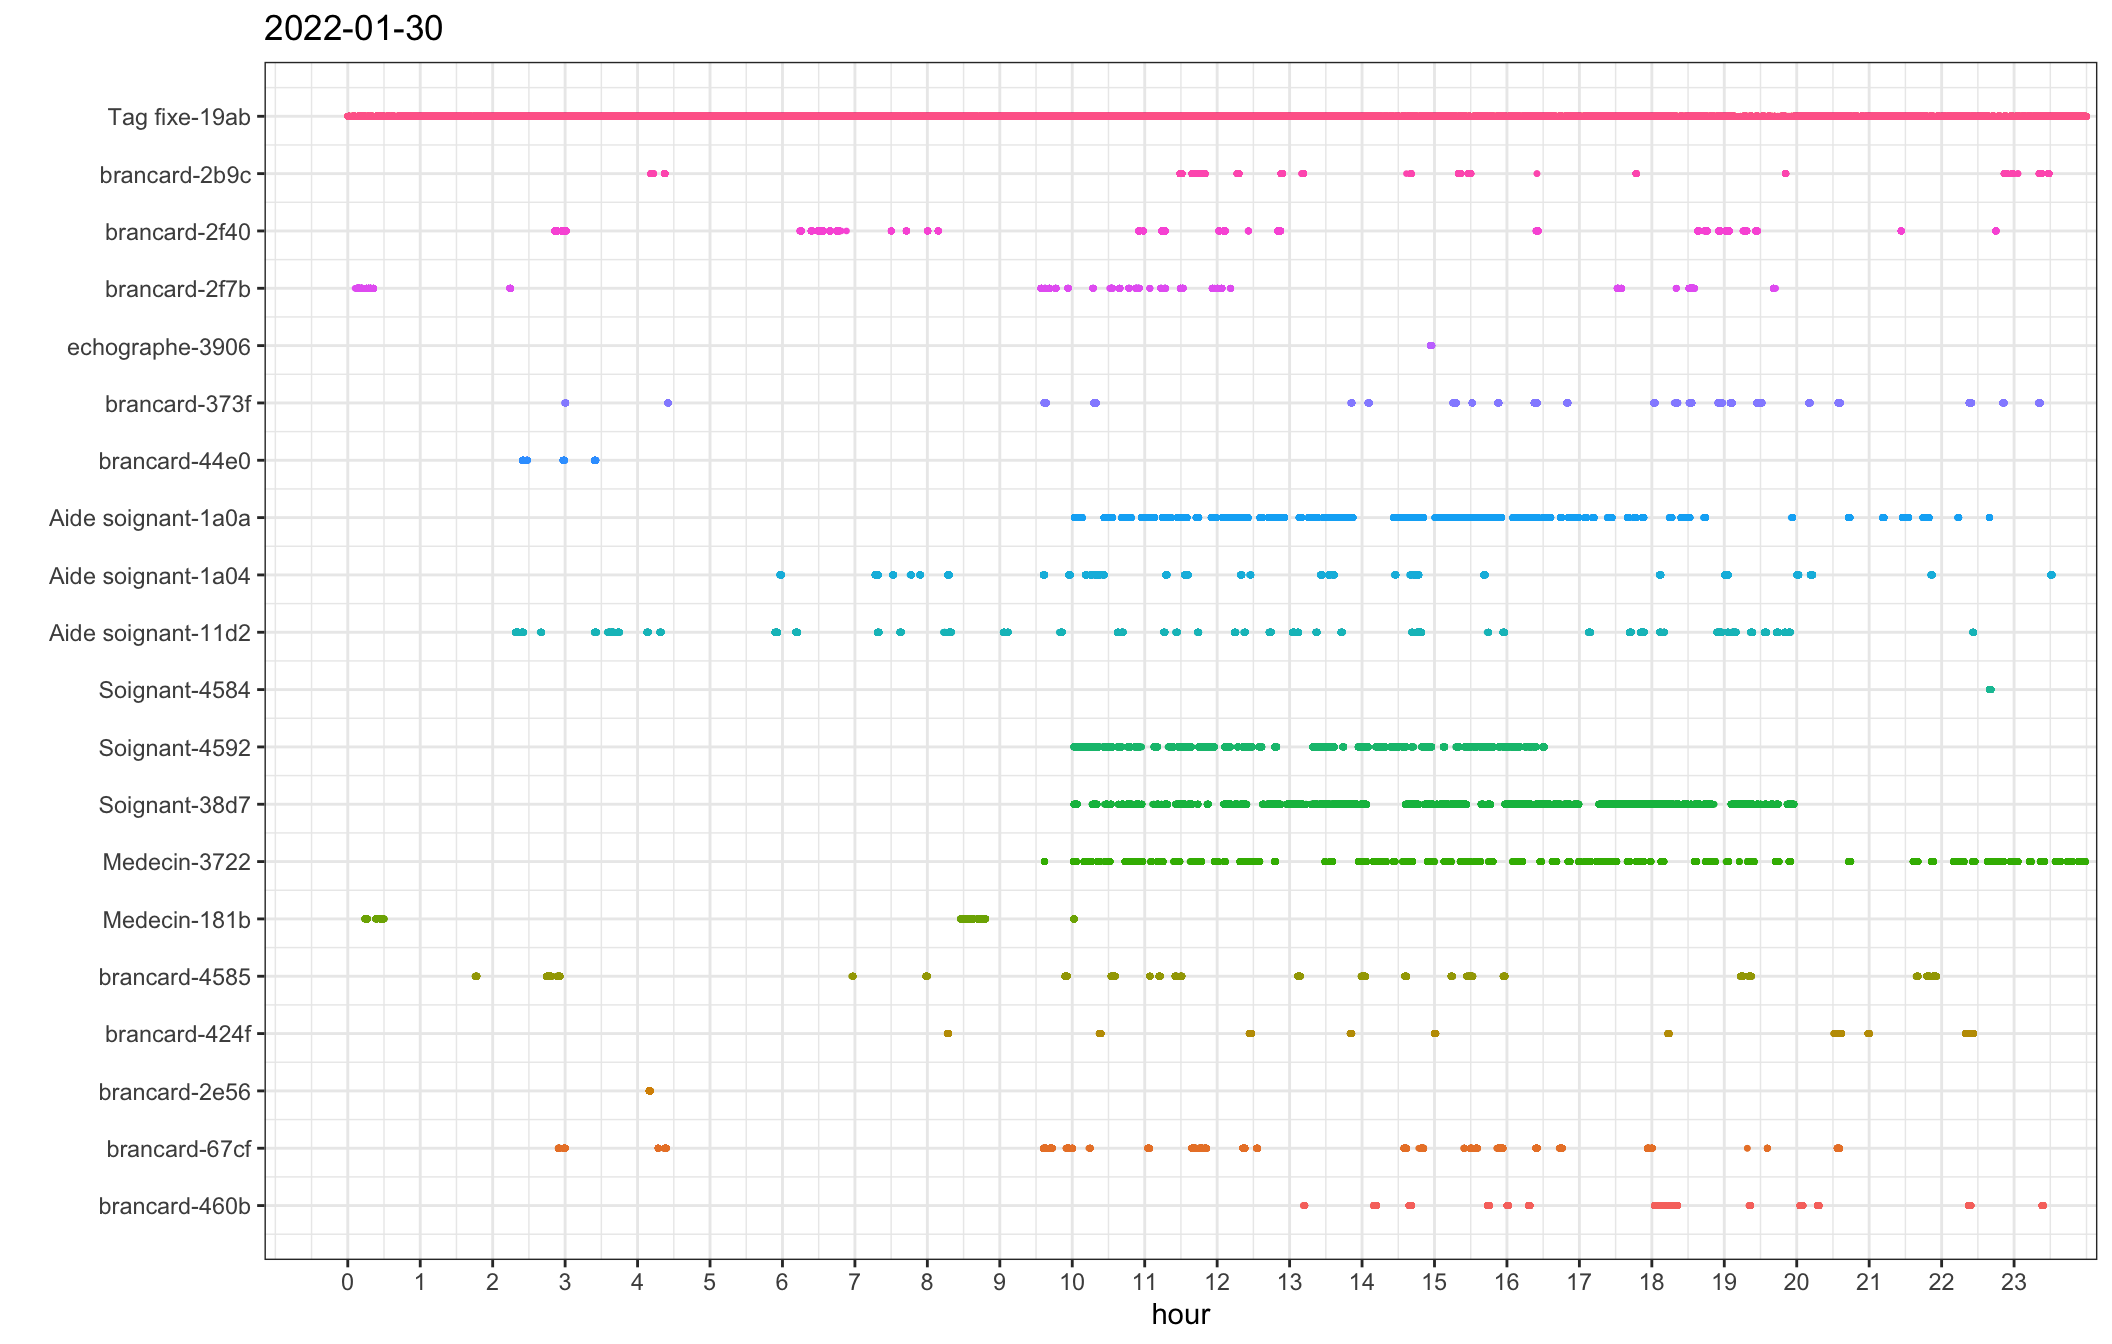 2022-01-30
Tag fixe-19ab
brancard-2b9c
brancard-2f40
brancard-2f7b
echographe-3906
brancard-373f
brancard-44e0
Aide soignant-1a0a
Aide soignant-1a04
Aide soignant-11d2
Soignant-4584
Soignant-4592
Soignant-38d7
Medecin-3722
Medecin-181b
brancard-4585
brancard-424f
brancard-2e56
brancard-67cf
brancard-460b
0 1 2 3 4 5 6 7 8 9 10 11 12 13 14 15 16 17 18 19 20 21 22 23
hour